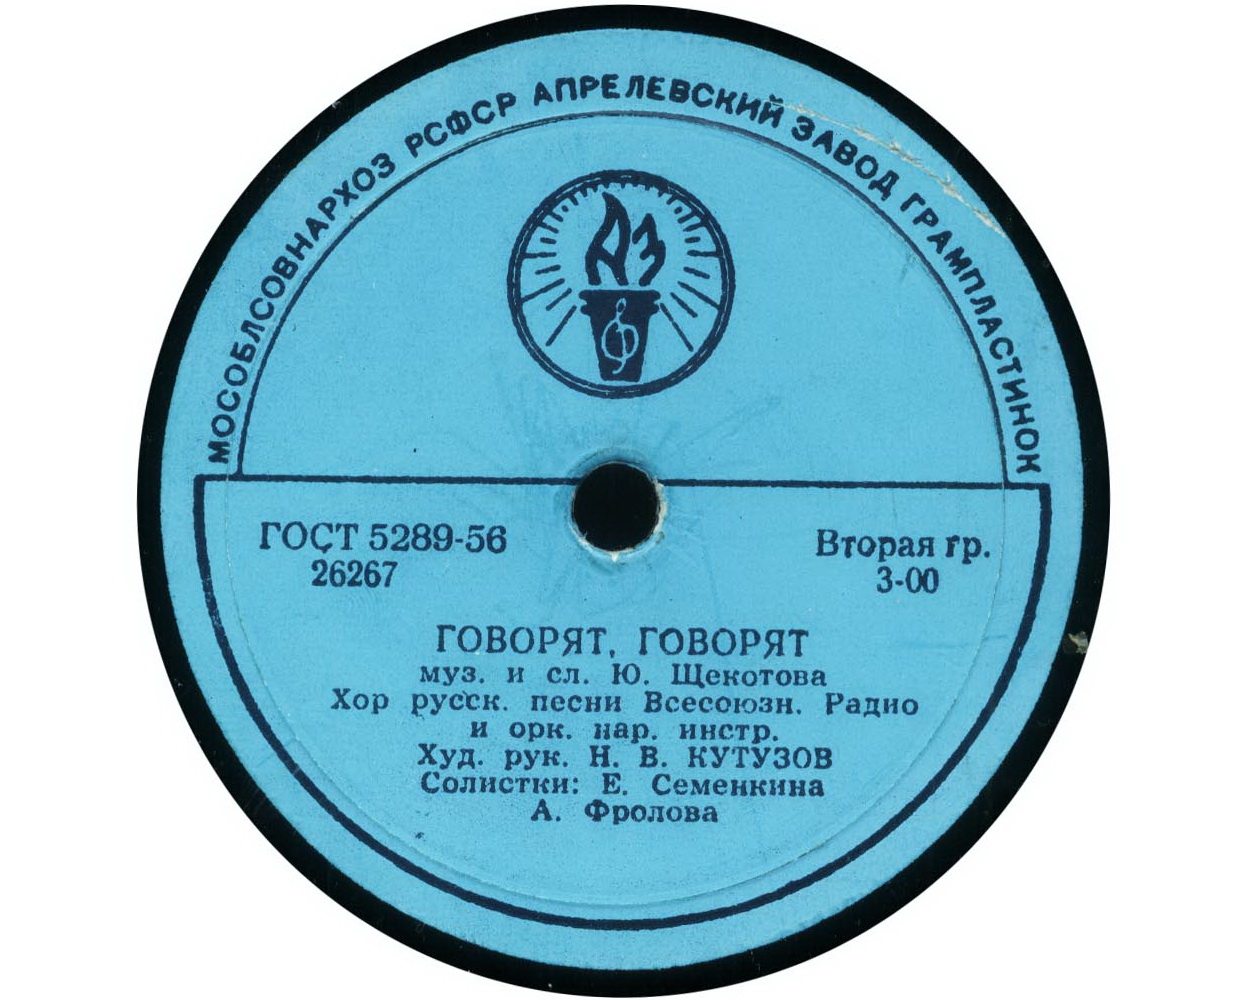 МОСОБЛСОВНАРХОЗ РСФСР АПРЕЛЕВСКИЙ ЗАВОД ГРАМПЛАСТИНОК
АЗ
ГОСТ 5289-56
26267
Вторая гр.
3-00
ГОВОРЯТ, ГОВОРЯТ
муз. и сл. Ю. Щекотова
Хор русск. песни Всесоюзн. Радио
и орк. нар. инстр.
Худ. рук. Н. В. КУТУЗОВ
Солистки: Е. Семенкина
А. Фролова